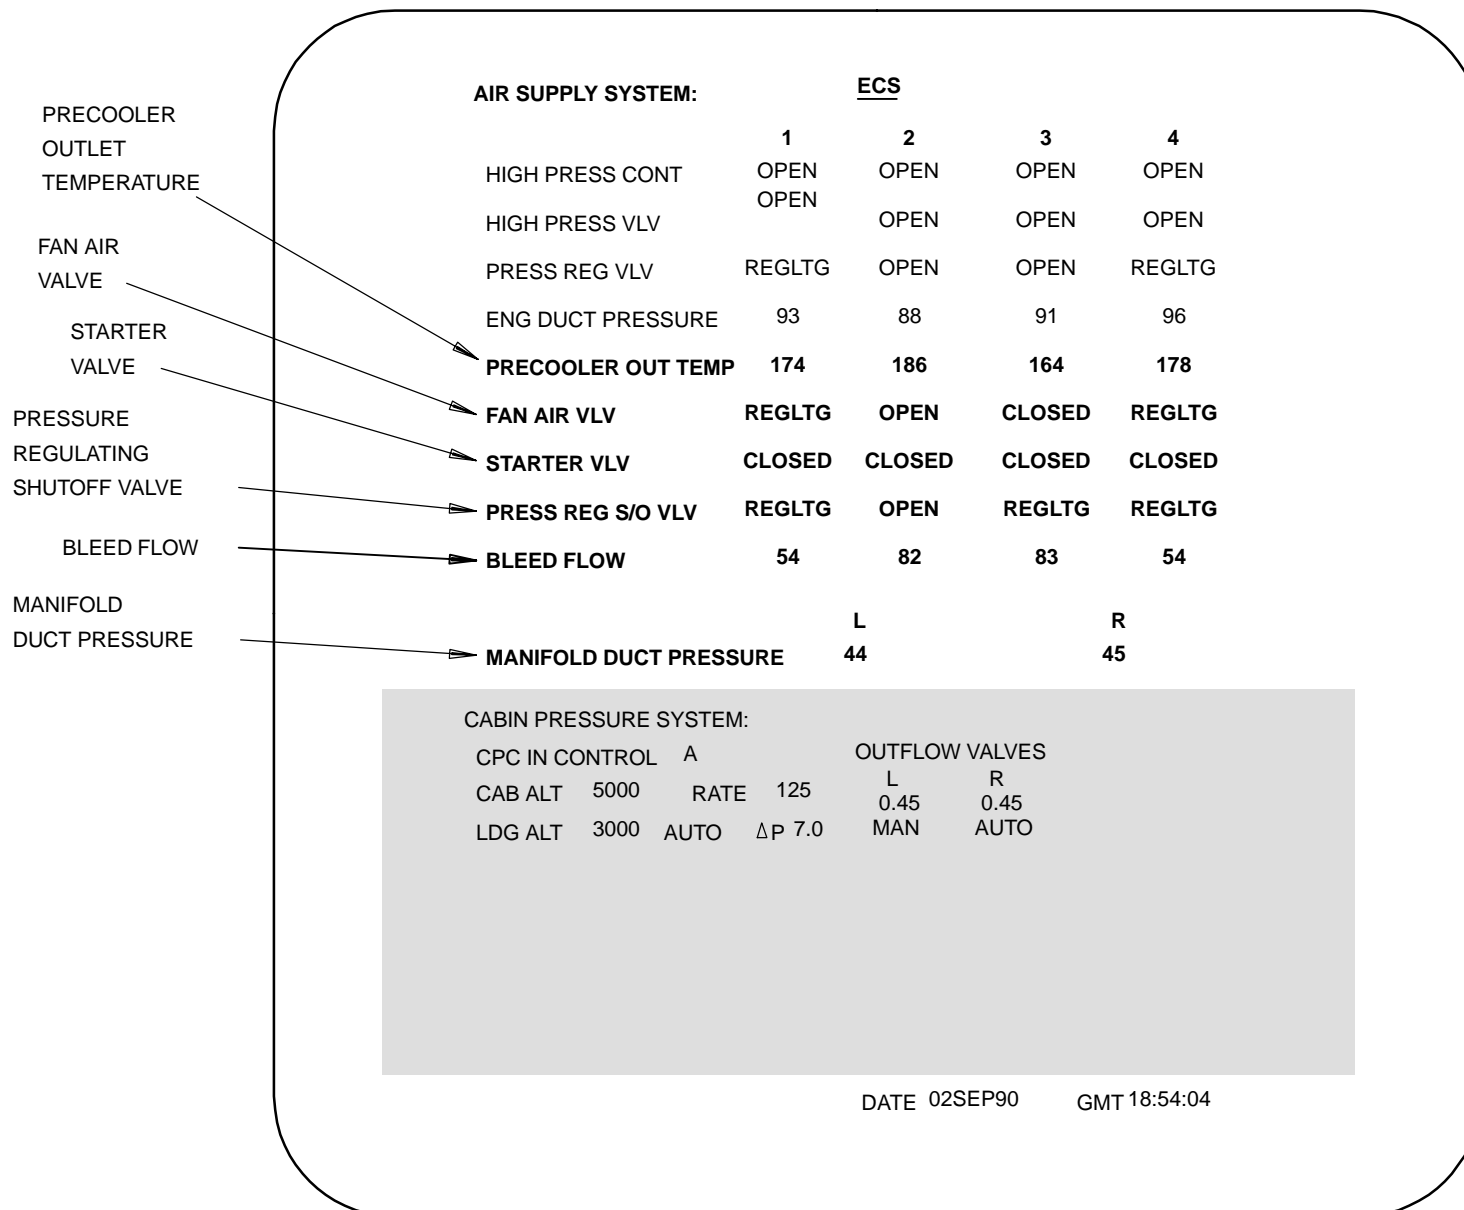 AIR SUPPLY SYSTEM: ECS
1 2 3 4
HIGH PRESS CONT OPEN OPEN OPEN OPEN
OPEN
HIGH PRESS VLV OPEN OPEN OPEN
PRESS REG VLV REGLTG OPEN OPEN REGLTG
ENG DUCT PRESSURE 93 88 91 96
PRECOOLER OUT TEMP 174 186 164 178
FAN AIR VLV REGLTG OPEN CLOSED REGLTG
STARTER VLV CLOSED CLOSED CLOSED CLOSED
PRESS REG S/O VLV REGLTG OPEN REGLTG REGLTG
BLEED FLOW 54 82 83 54
L R
MANIFOLD DUCT PRESSURE 44 45
PRECOOLER
OUTLET
TEMPERATURE
FAN AIR
VALVE
STARTER
VALVE
PRESSURE
REGULATING
SHUTOFF VALVE
BLEED FLOW
MANIFOLD
DUCT PRESSURE
CABIN PRESSURE SYSTEM:
CPC IN CONTROL A OUTFLOW VALVES
L R
CAB ALT 5000 RATE 125 0.45 0.45
LDG ALT 3000 AUTO Δ P 7.0 MAN AUTO
DATE 02SEP90 GMT 18:54:04